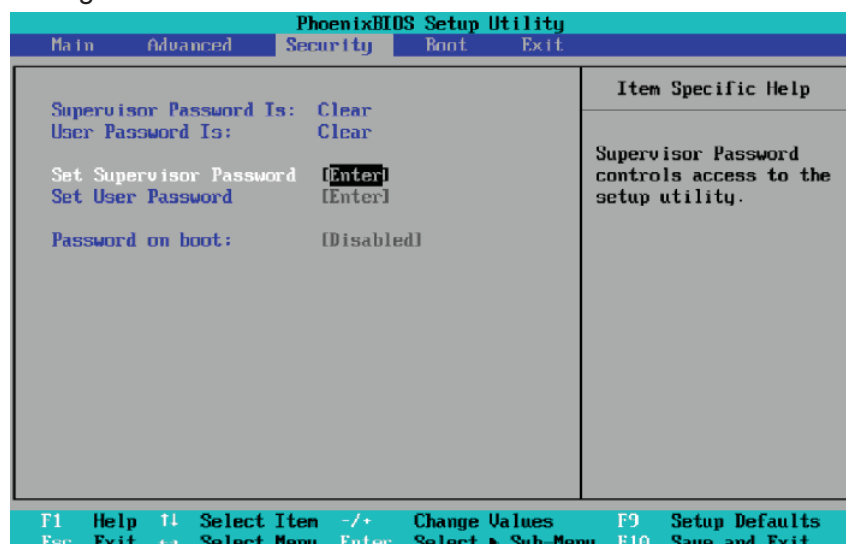 PhoenixBIOS Setup Utility
Main Advanced Security Boot Exit
Item Specific Help
Supervisor Password Is: Clear
User Password Is: Clear
Supervisor Password
controls access to the
setup utility.
Set Supervisor Password [Enter]
Set User Password [Enter]
Password on boot: [Disabled]
F1 Help ↑↓ Select Item -/+ Change Values F9 Setup Defaults
Esc Exit ↔ Select Menu Enter Select ▶ Sub-Menu F10 Save and Exit